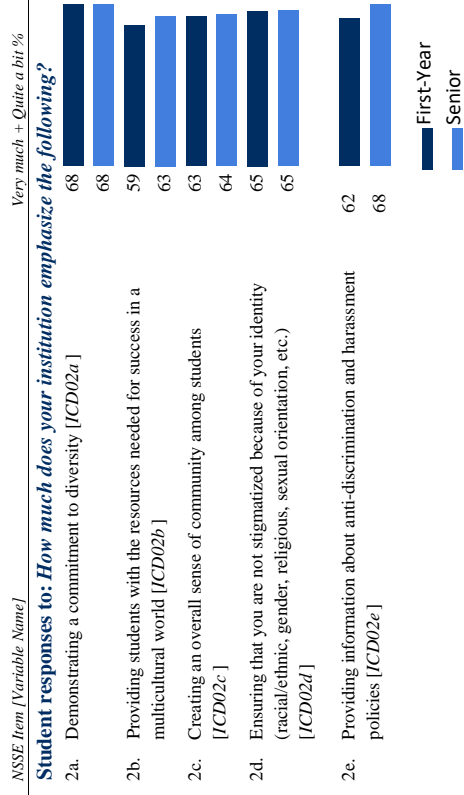 NSSE Item [Variable Name]
Very much + Quite a bit %
Student responses to: How much does your institution emphasize the following?
2a. Demonstrating a commitment to diversity [ICD02a ]
68
68
2b. Providing students with the resources needed for success in a
multicultural world [ICD02b ]
59
63
2c. Creating an overall sense of community among students
[ICD02c ]
63
64
2d. Ensuring that you are not stigmatized because of your identity
(racial/ethnic, gender, religious, sexual orientation, etc.)
[ICD02d ]
65
65
2e. Providing information about anti-discrimination and harassment
policies [ICD02e ]
62
68
First-Year
Senior